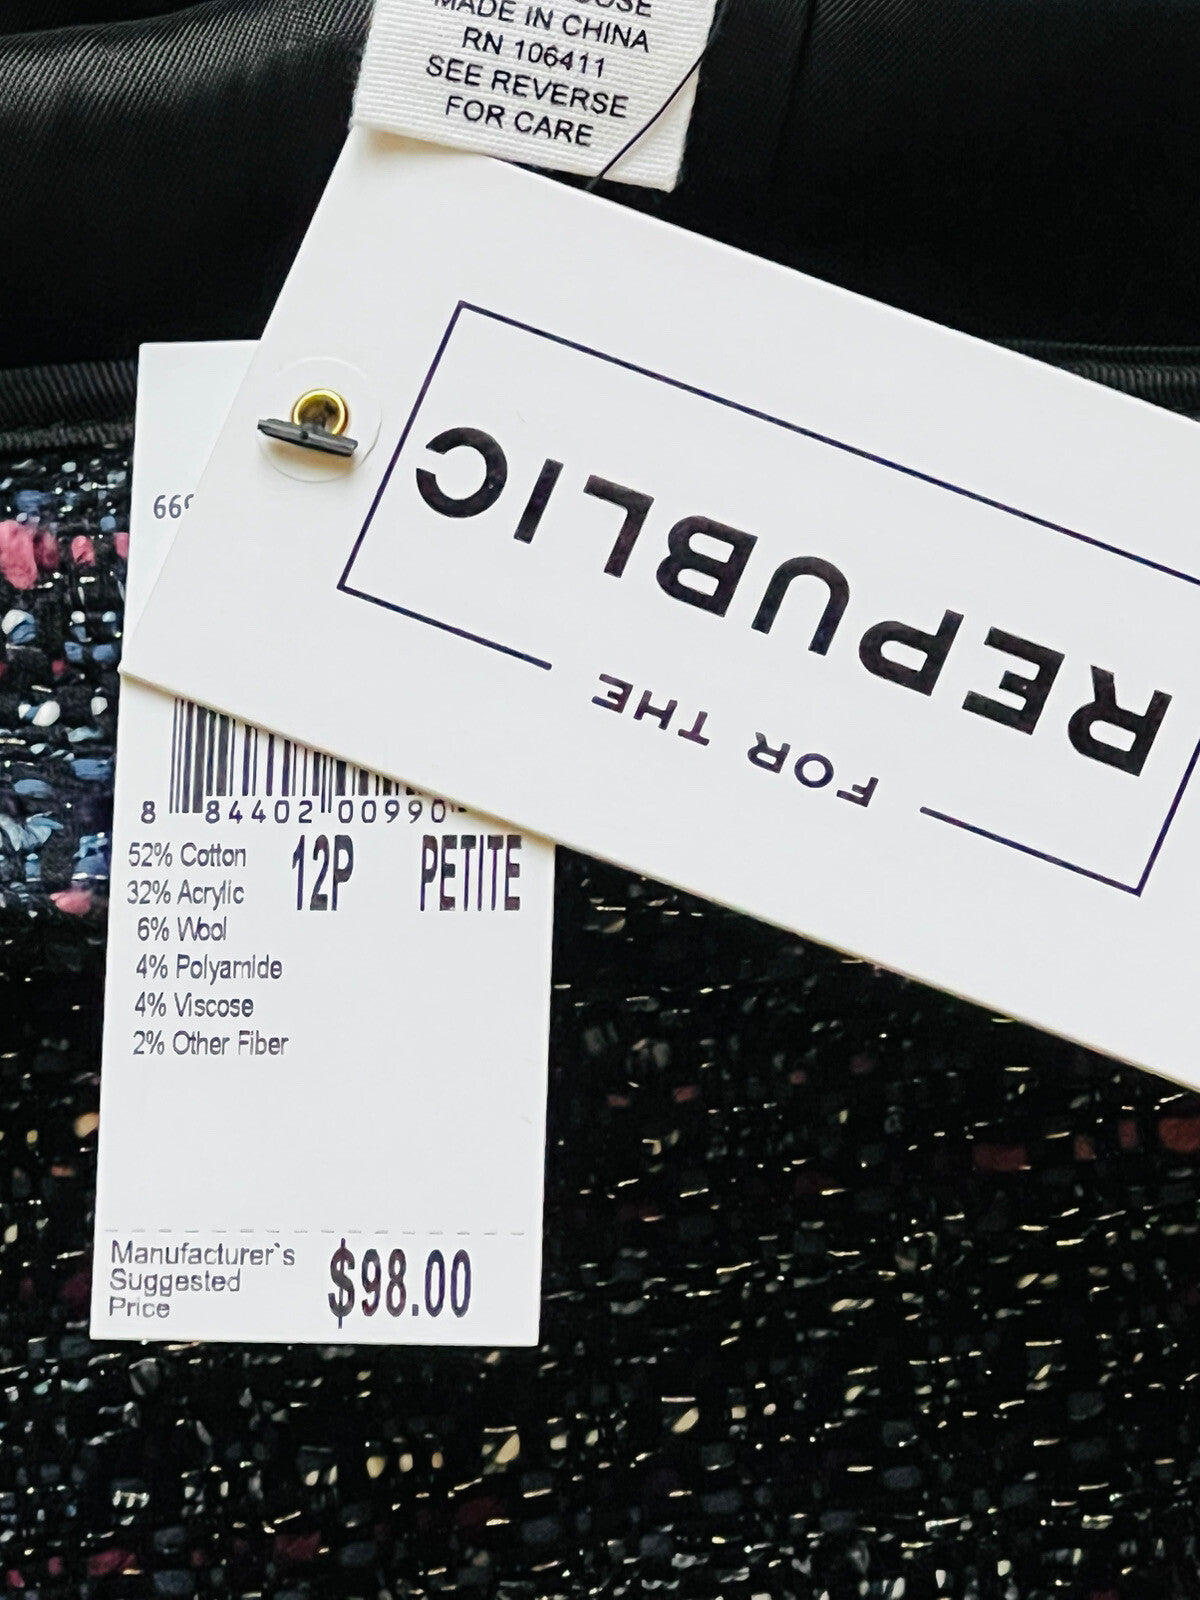 MADE IN CHINA
RN 106411
SEE REVERSE
FOR CARE
FOR THE
REPUBLIC
8 84402 00990
52% Cotton 12P PETITE
32% Acrylic
6% Wool
4% Polyamide
4% Viscose
2% Other Fiber
Manufacturer`s
Suggested
Price
$98.00